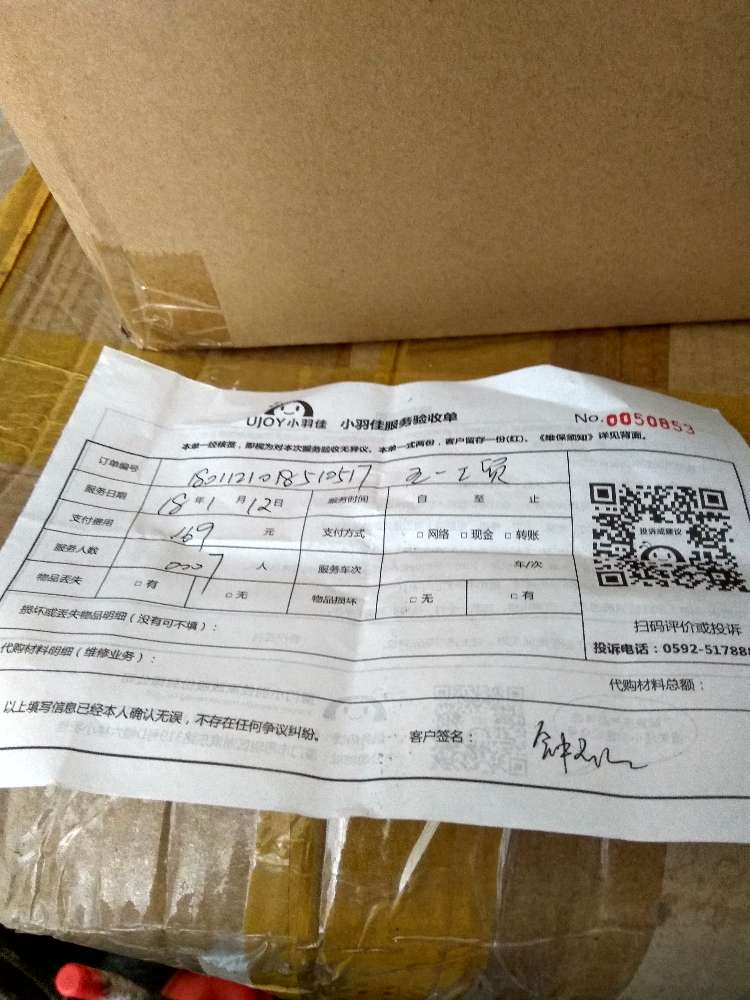 UJOY小羽佳 小羽佳服务验收单 No.0050853
本单一经核签，即视为对本次服务验收无异议。本单一式两份，客户留存一份(红)。《维保须知》详见背面。
订单编号 1801121018510517
服务日期 18年1月12日 服务时间 自 至 止
支付费用 169 元 支付方式 □ 网络 □ 现金 □ 转账
服务人数 0007 人 服务车次 车/次
物品丢失 □ 有 □ 无 物品损坏 □ 无 □ 有
投诉或建议
扫码评价或投诉
投诉电话：0592-517888
损坏或丢失物品明细（没有可不填）：
代购材料明细（维修业务）：
代购材料总额：
以上填写信息已经本人确认无误，不存在任何争议纠纷。 客户签名：